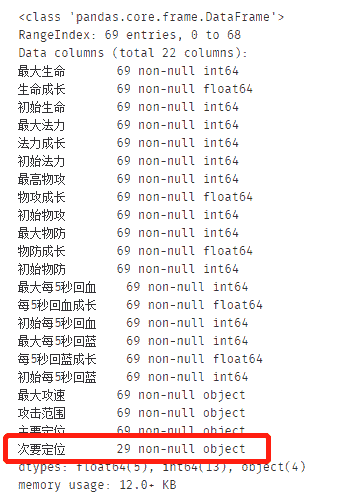 <class 'pandas.core.frame.DataFrame'>
RangeIndex: 69 entries, 0 to 68
Data columns (total 22 columns):
最大生命 69 non-null int64
生命成长 69 non-null float64
初始生命 69 non-null int64
最大法力 69 non-null int64
法力成长 69 non-null int64
初始法力 69 non-null int64
最高物攻 69 non-null int64
物攻成长 69 non-null float64
初始物攻 69 non-null int64
最大物防 69 non-null int64
物防成长 69 non-null float64
初始物防 69 non-null int64
最大每5秒回血 69 non-null int64
每5秒回血成长 69 non-null float64
初始每5秒回血 69 non-null int64
最大每5秒回蓝 69 non-null int64
每5秒回蓝成长 69 non-null float64
初始每5秒回蓝 69 non-null int64
最大攻速 69 non-null object
攻击范围 69 non-null object
主要定位 69 non-null object
次要定位 29 non-null object
dtypes: float64(5), int64(13), object(4)
memory usage: 12.0+ KB